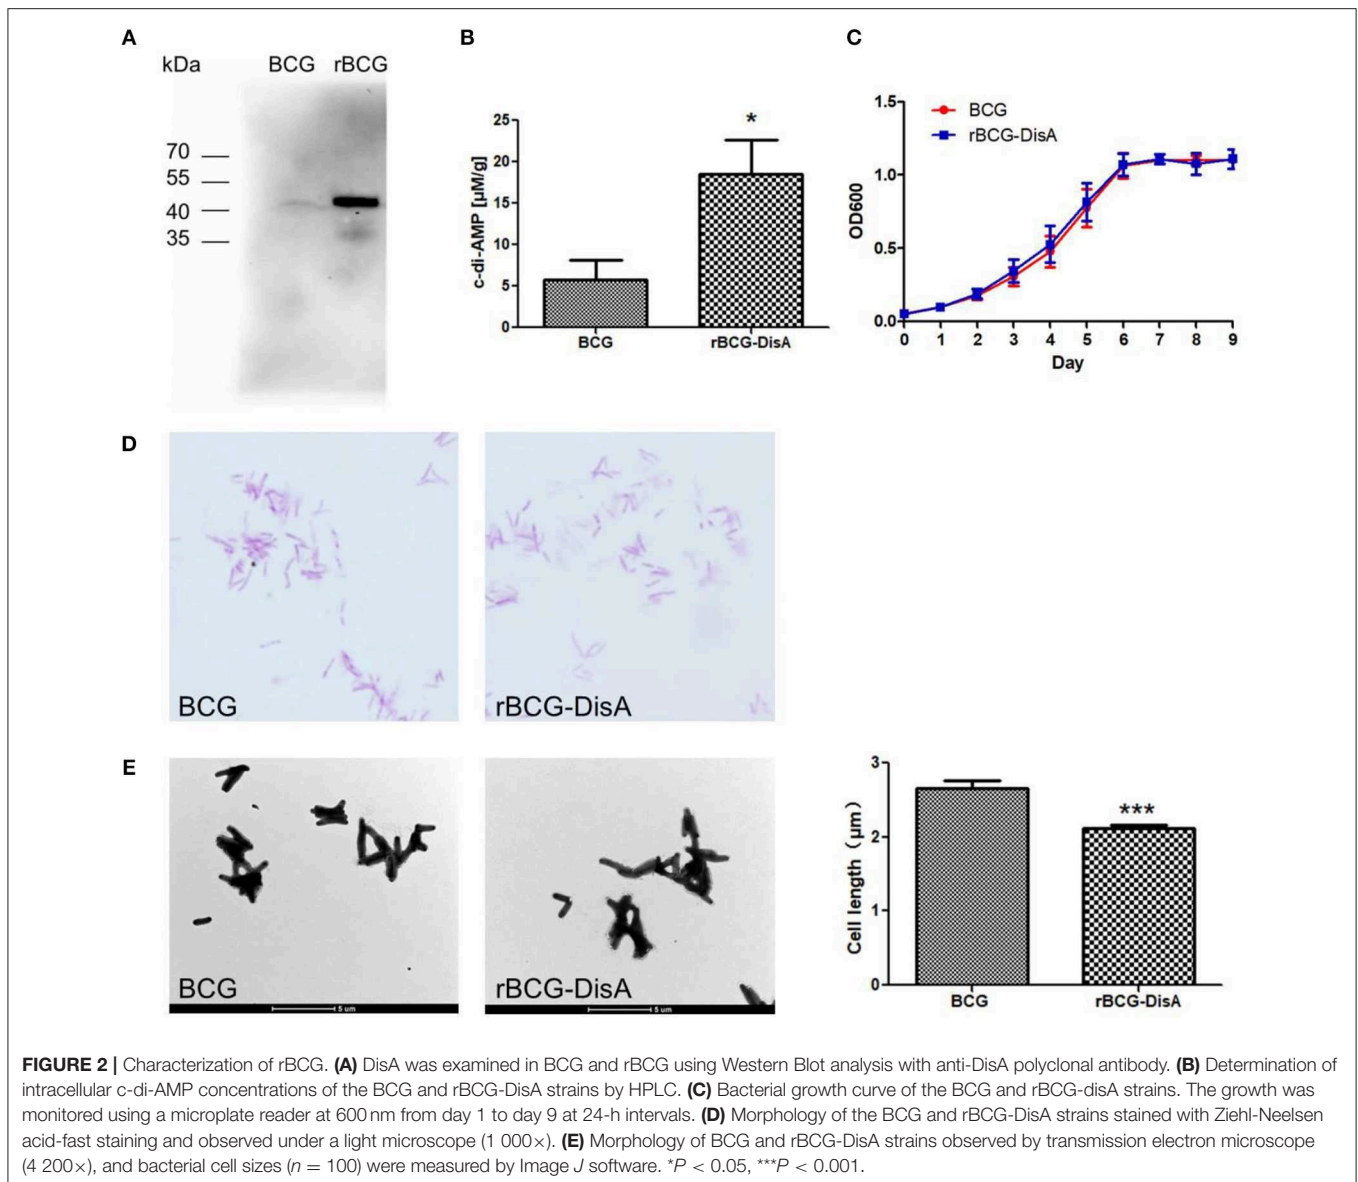 A
kDa
BCG rBCG
70
55
40
35
B
c-di-AMP [µM/g]
25
20
15
10
5
0
*
BCG
rBCG-DisA
C
BCG
rBCG-DisA
OD600
1.5
1.0
0.5
0.0
0 1 2 3 4 5 6 7 8 9
Day
D
BCG
rBCG-DisA
E
BCG
5 um
rBCG-DisA
5 um
Cell length (µm)
3
2
1
0
***
BCG
rBCG-DisA
FIGURE 2 | Characterization of rBCG. (A) DisA was examined in BCG and rBCG using Western Blot analysis with anti-DisA polyclonal antibody. (B) Determination of
intracellular c-di-AMP concentrations of the BCG and rBCG-DisA strains by HPLC. (C) Bacterial growth curve of the BCG and rBCG-disA strains. The growth was
monitored using a microplate reader at 600 nm from day 1 to day 9 at 24-h intervals. (D) Morphology of the BCG and rBCG-DisA strains stained with Ziehl-Neelsen
acid-fast staining and observed under a light microscope (1 000×). (E) Morphology of BCG and rBCG-DisA strains observed by transmission electron microscope
(4 200×), and bacterial cell sizes (n = 100) were measured by Image J software. *P < 0.05, ***P < 0.001.